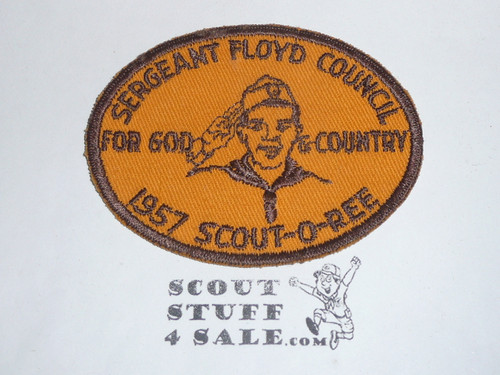 SERGEANT FLOYD COUNCIL
FOR GOD & COUNTRY
1957 SCOUT-O-REE
SCOUT
STUFF
4 SALE.COM